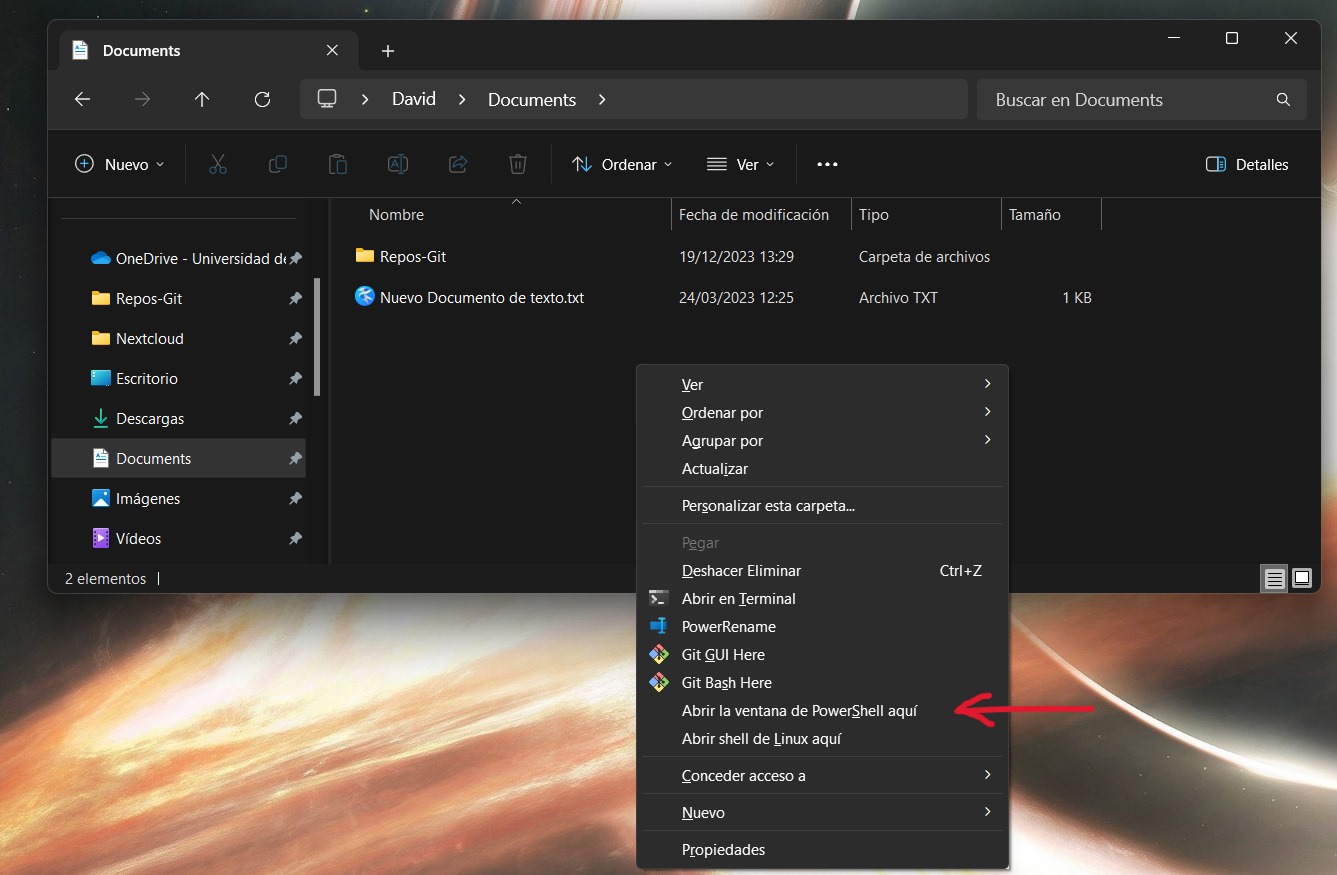 Documents
David
Documents
Buscar en Documents
Nuevo
Ordenar
Ver
Detalles
Nombre
Fecha de modificación
Tipo
Tamaño
OneDrive - Universidad de
Repos-Git
Nextcloud
Escritorio
Descargas
Documents
Imágenes
Vídeos
Repos-Git 19/12/2023 13:29 Carpeta de archivos
Nuevo Documento de texto.txt 24/03/2023 12:25 Archivo TXT 1 KB
2 elementos
Ver
Ordenar por
Agrupar por
Actualizar
Personalizar esta carpeta...
Pegar
Deshacer Eliminar Ctrl+Z
Abrir en Terminal
PowerRename
Git GUI Here
Git Bash Here
Abrir la ventana de PowerShell aquí
Abrir shell de Linux aquí
Conceder acceso a
Nuevo
Propiedades